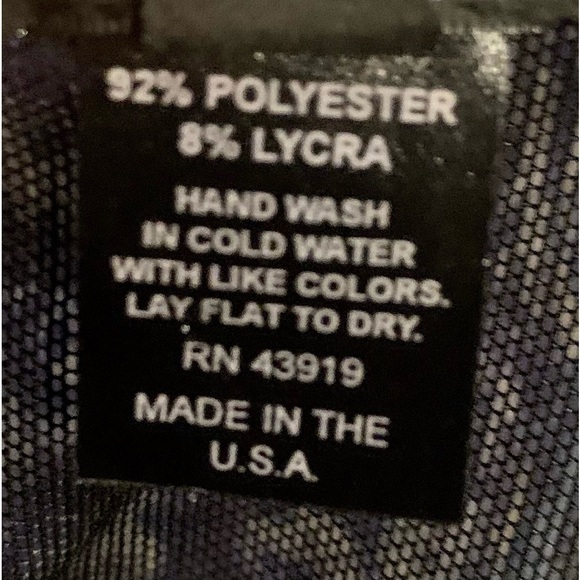 92% POLYESTER
8% LYCRA
HAND WASH
IN COLD WATER
WITH LIKE COLORS.
LAY FLAT TO DRY.
RN 43919
MADE IN THE
U.S.A.